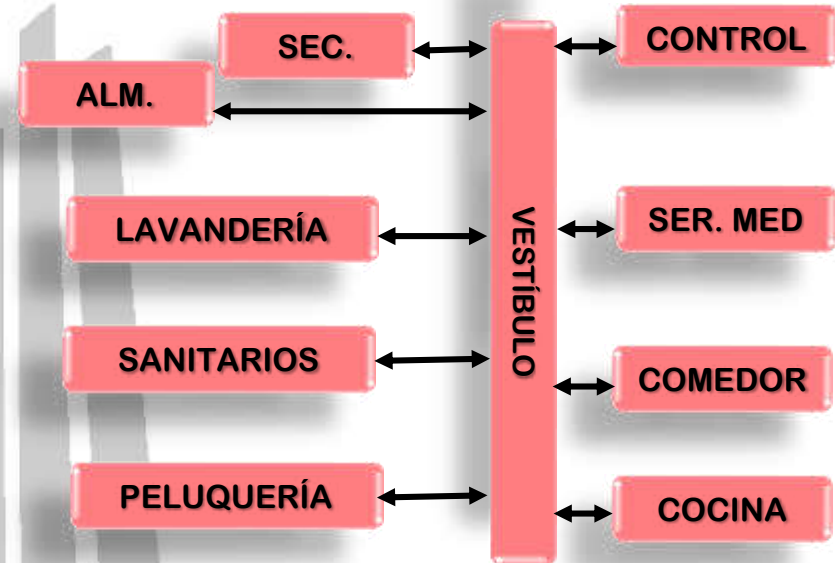 SEC.
CONTROL
ALM.
LAVANDERÍA
SER. MED
VESTÍBULO
SANITARIOS
COMEDOR
PELUQUERÍA
COCINA